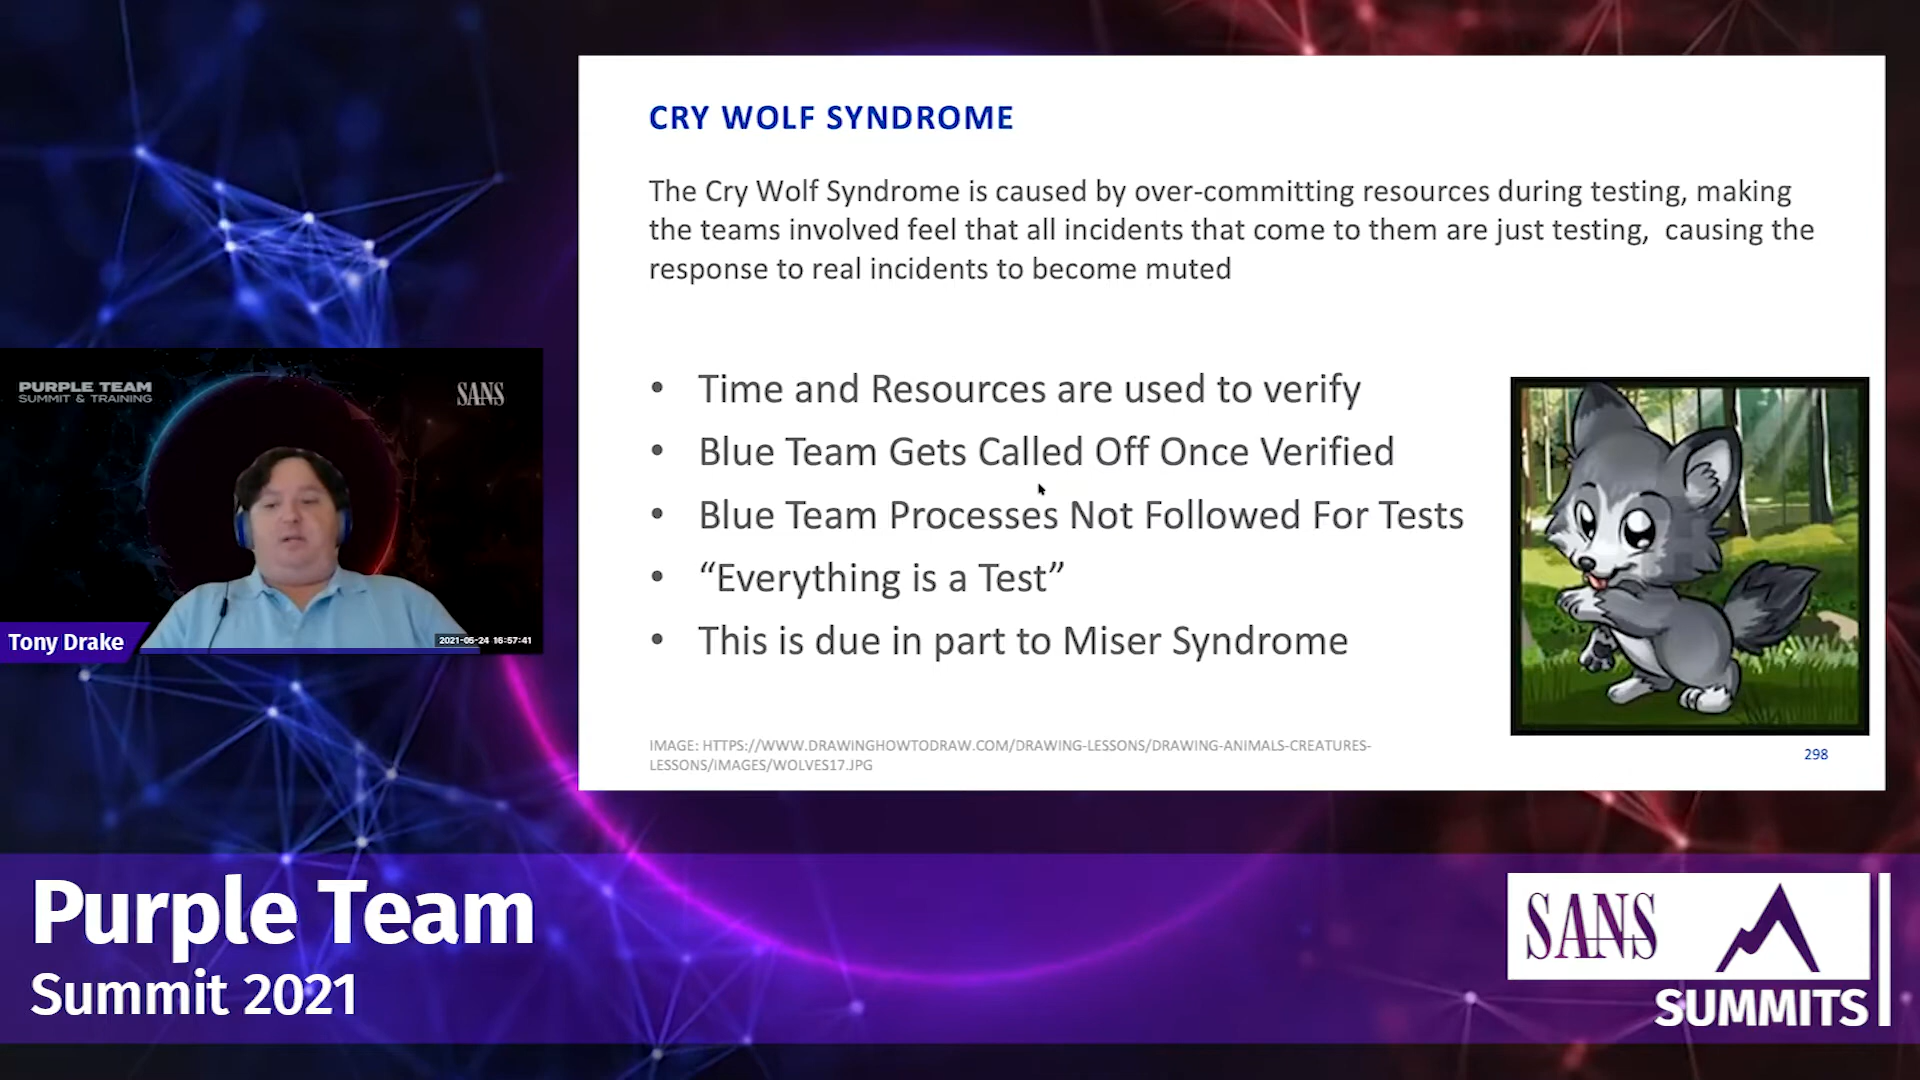 CRY WOLF SYNDROME
The Cry Wolf Syndrome is caused by over-committing resources during testing, making
the teams involved feel that all incidents that come to them are just testing,  causing the
response to real incidents to become muted
• Time and Resources are used to verify
• Blue Team Gets Called Off Once Verified
• Blue Team Processes Not Followed For Tests
• “Everything is a Test”
• This is due in part to Miser Syndrome
IMAGE: HTTPS://WWW.DRAWINGHOWTODRAW.COM/DRAWING-LESSONS/DRAWING-ANIMALS-CREATURES-
LESSONS/IMAGES/WOLVES17.JPG
298
PURPLE TEAM
SUMMIT & TRAINING
SANS
Tony Drake
2021-05-24 16:57:41
Purple Team
Summit 2021
SANS
SUMMITS